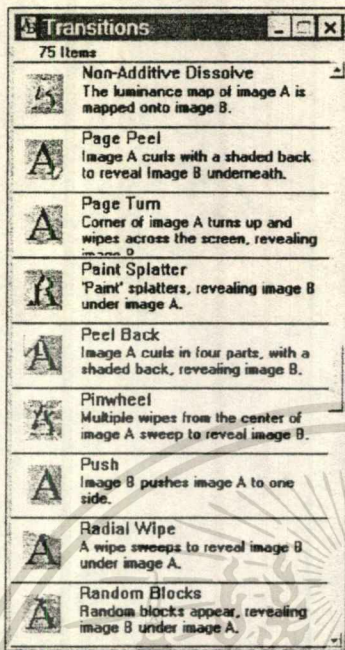 Transitions
75 Items
Non-Additive Dissolve
The luminance map of image A is
mapped onto image B.
Page Peel
Image A curls with a shaded back
to reveal Image B underneath.
Page Turn
Corner of image A turns up and
wipes across the screen, revealing
Paint Splatter
'Paint' splatters, revealing image B
under image A.
Peel Back
Image A curls in four parts, with a
shaded back, revealing image B.
Pinwheel
Multiple wipes from the center of
image A sweep to reveal image B.
Push
Image B pushes image A to one
side.
Radial Wipe
A wipe sweeps to reveal image B
under image A.
Random Blocks
Random blocks appear, revealing
image B under image A.